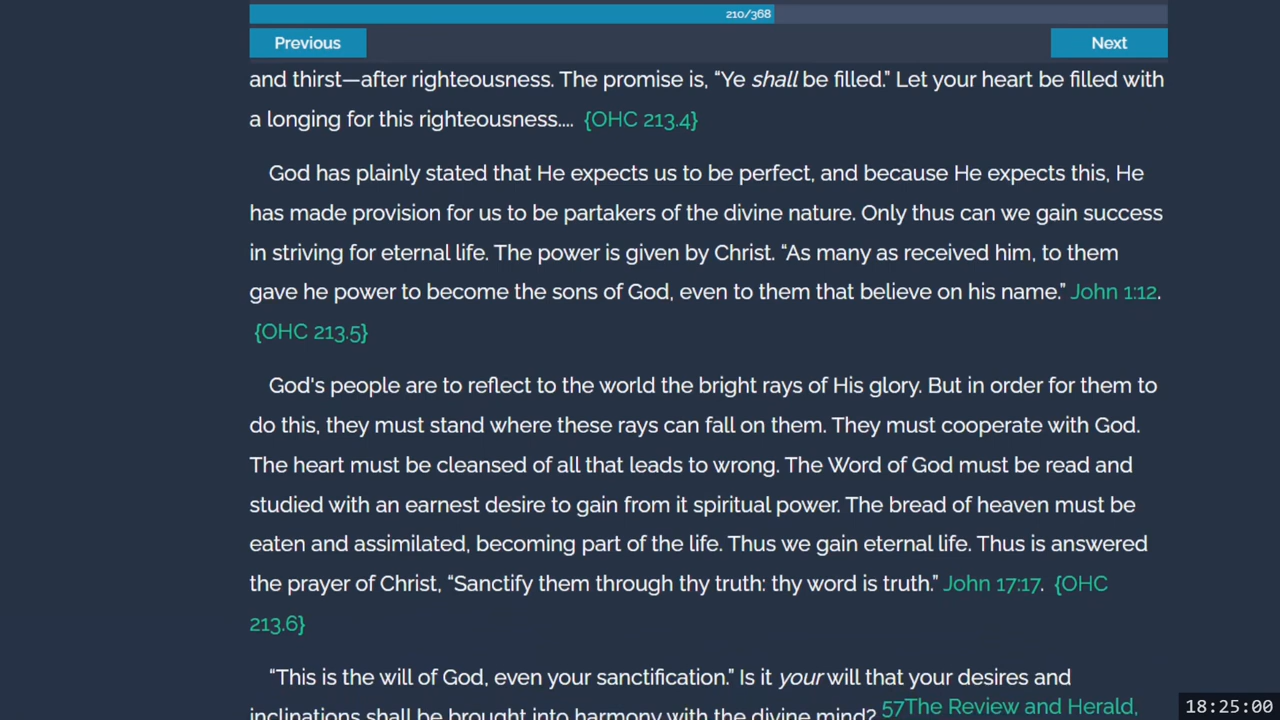 210/368
Previous
Next
and thirst—after righteousness. The promise is, “Ye shall be filled.” Let your heart be filled with
a longing for this righteousness.... {OHC 213.4}
God has plainly stated that He expects us to be perfect, and because He expects this, He
has made provision for us to be partakers of the divine nature. Only thus can we gain success
in striving for eternal life. The power is given by Christ. “As many as received him, to them
gave he power to become the sons of God, even to them that believe on his name.” John 1:12.
{OHC 213.5}
God's people are to reflect to the world the bright rays of His glory. But in order for them to
do this, they must stand where these rays can fall on them. They must cooperate with God.
The heart must be cleansed of all that leads to wrong. The Word of God must be read and
studied with an earnest desire to gain from it spiritual power. The bread of heaven must be
eaten and assimilated, becoming part of the life. Thus we gain eternal life. Thus is answered
the prayer of Christ, “Sanctify them through thy truth: thy word is truth.” John 17:17. {OHC
213.6}
“This is the will of God, even your sanctification.” Is it your will that your desires and
inclinations shall be brought into harmony with the divine mind? 57The Review and Herald,
18:25:00